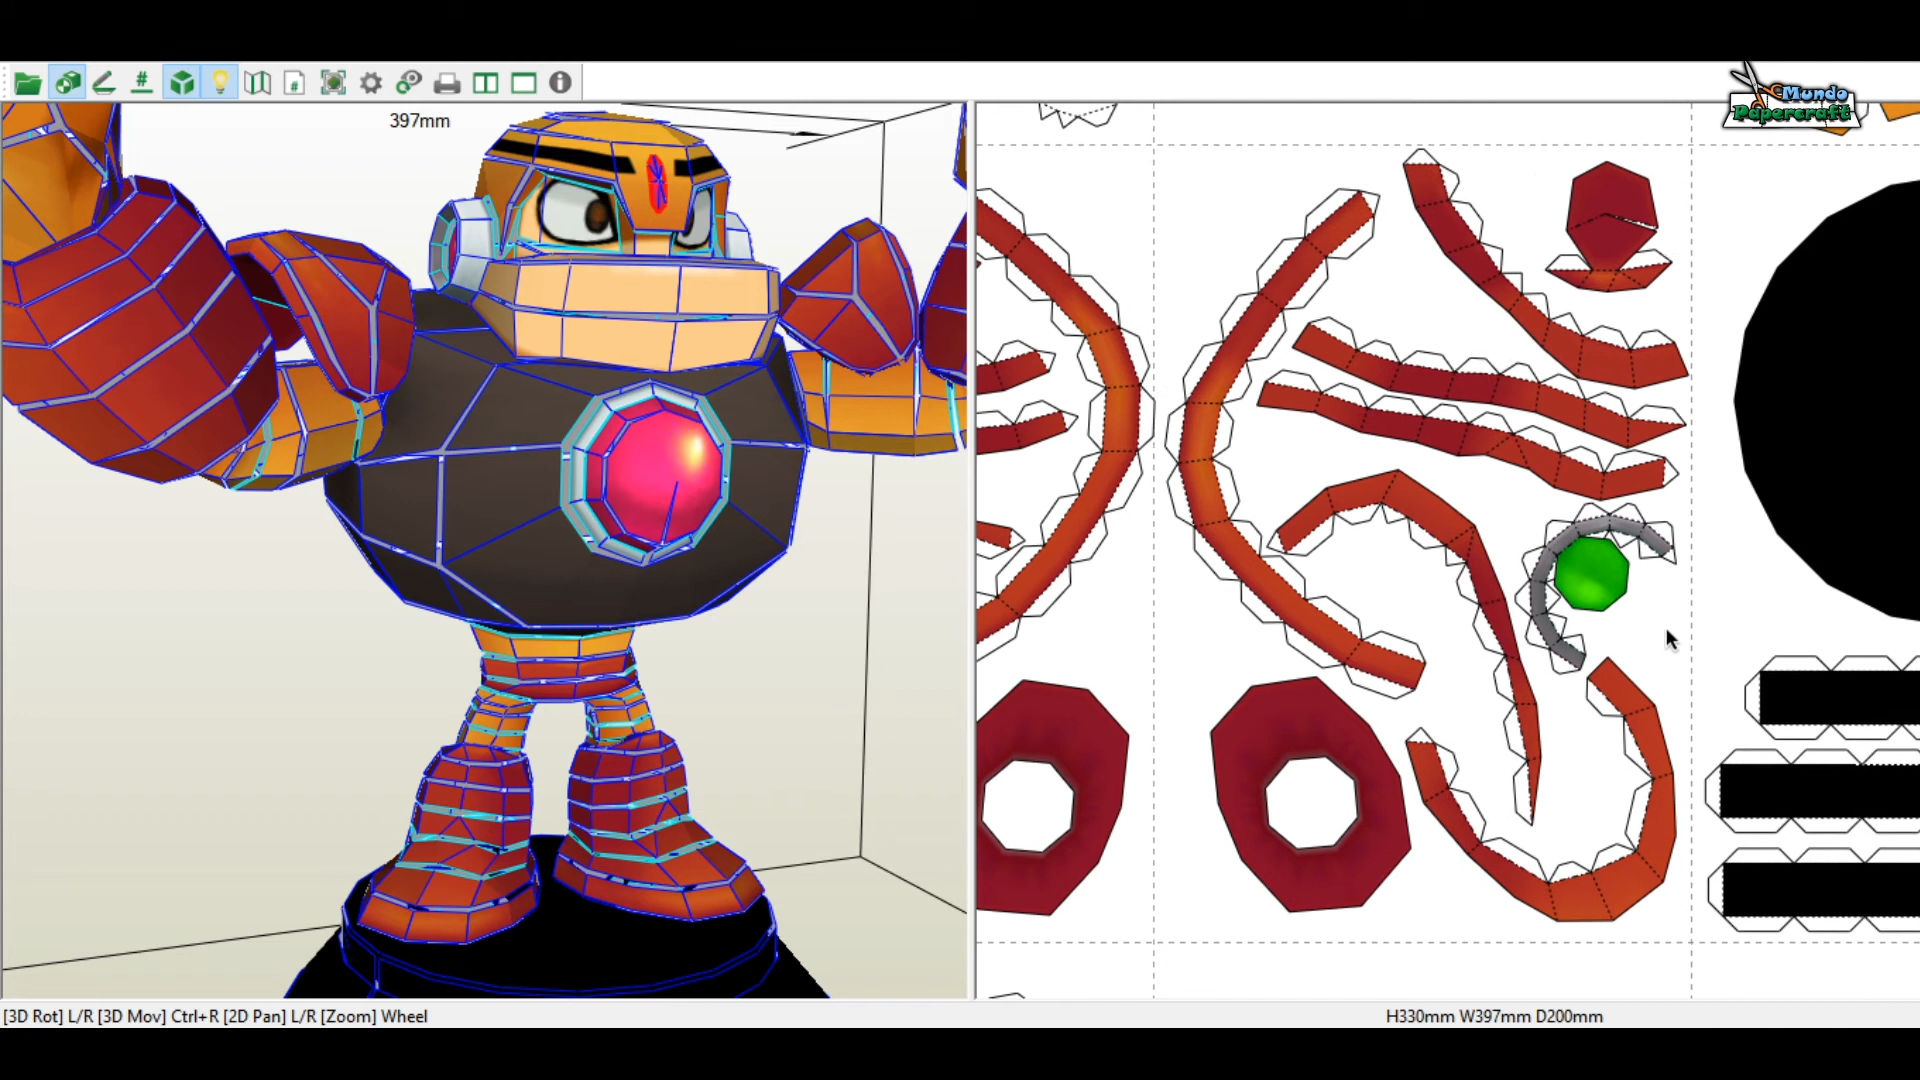 Mundo
Papercraft
397mm
[3D Rot] L/R [3D Mov] Ctrl+R [2D Pan] L/R [Zoom] Wheel
H330mm W397mm D200mm